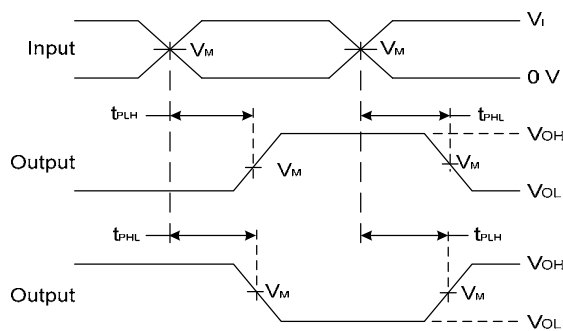 VI
Input VM VM
0 V
tPLH tPHL
VOH
Output VM VM
VOL
tPHL tPLH
VOH
Output VM VM
VOL